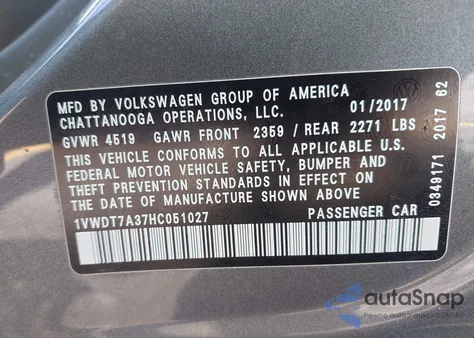 MFD BY VOLKSWAGEN GROUP OF AMERICA
CHATTANOOGA OPERATIONS, LLC. 01/2017
GVWR 4519 GAWR FRONT 2359 / REAR 2271 LBS
THIS VEHICLE CONFORMS TO ALL APPLICABLE U.S.
FEDERAL MOTOR VEHICLE SAFETY, BUMPER AND
THEFT PREVENTION STANDARDS IN EFFECT ON
THE DATE OF MANUFACTURE SHOWN ABOVE
1VWDT7A37HC051027 PASSENGER CAR
0349171 2017 62
autoSnap